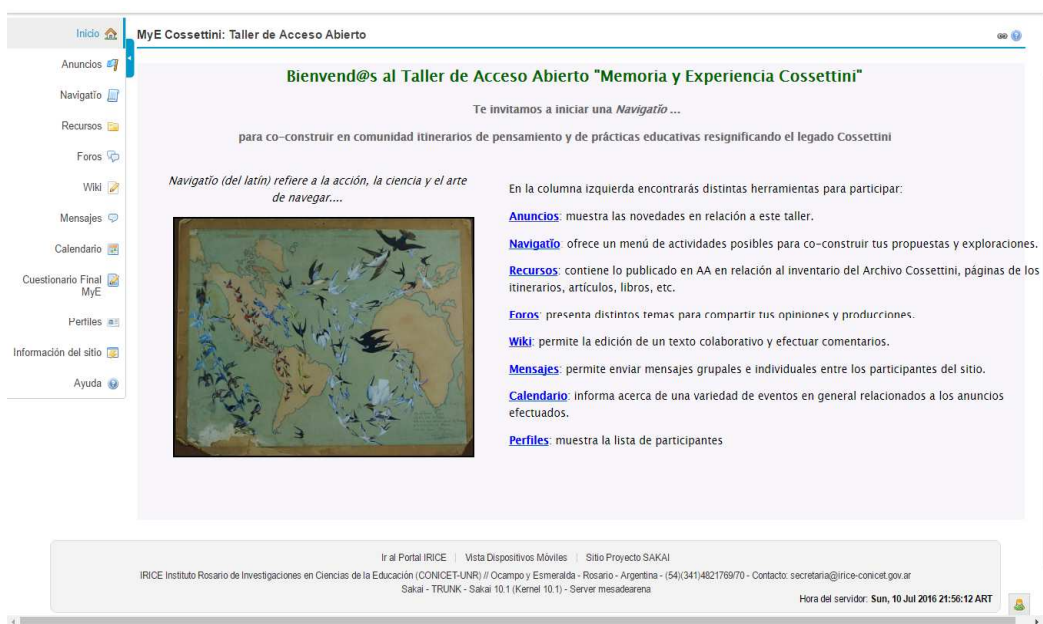 Inicio
Anuncios
Navigatïo
Recursos
Foros
Wiki
Mensajes
Calendario
Cuestionario Final
MyE
Perfiles
Información del sitio
Ayuda
MyE Cossettini: Taller de Acceso Abierto
Bienvend@s al Taller de Acceso Abierto "Memoria y Experiencia Cossettini"
Te invitamos a iniciar una Navigatïo ...
para co-construir en comunidad itinerarios de pensamiento y de prácticas educativas resignificando el legado Cossettini
Navigatïo (del latín) refiere a la acción, la ciencia y el arte
de navegar....
En la columna izquierda encontrarás distintas herramientas para participar:
Anuncios: muestra las novedades en relación a este taller.
Navigatïo: ofrece un menú de actividades posibles para co-construir tus propuestas y exploraciones.
Recursos: contiene lo publicado en AA en relación al inventario del Archivo Cossettini, páginas de los
itinerarios, artículos, libros, etc.
Foros: presenta distintos temas para compartir tus opiniones y producciones.
Wiki: permite la edición de un texto colaborativo y efectuar comentarios.
Mensajes: permite enviar mensajes grupales e individuales entre los participantes del sitio.
Calendario: informa acerca de una variedad de eventos en general relacionados a los anuncios
efectuados.
Perfiles: muestra la lista de participantes
Ir al Portal IRICE | Vista Dispositivos Móviles | Sitio Proyecto SAKAI
IRICE Instituto Rosario de Investigaciones en Ciencias de la Educación (CONICET-UNR) // Ocampo y Esmeralda - Rosario - Argentina - (54)(341)4821769/70 - Contacto: secretaria@irice-conicet.gov.ar
Sakai - TRUNK - Sakai 10.1 (Kernel 10.1) - Server mesadearena
Hora del servidor: Sun, 10 Jul 2016 21:56:12 ART